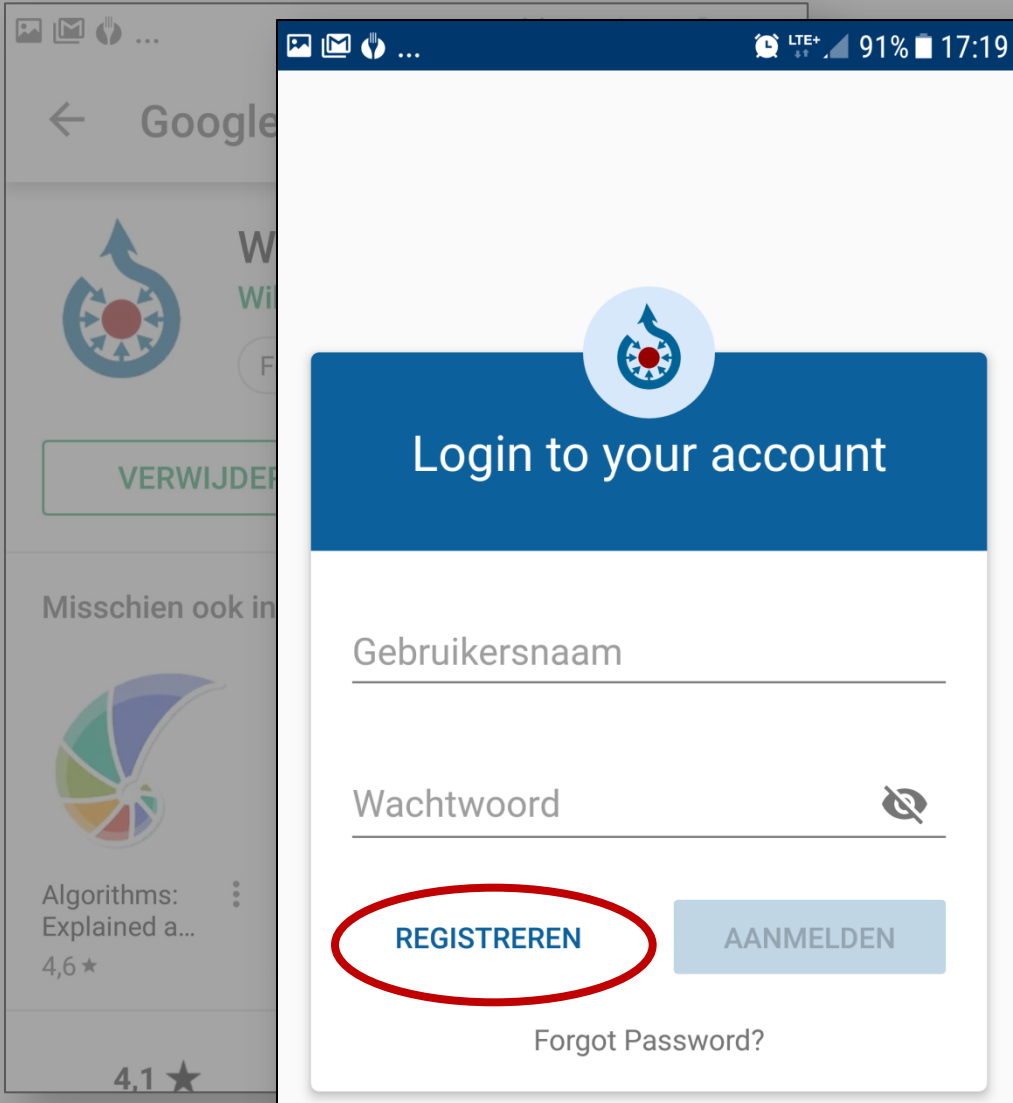 ...
Google
W
Wi
F
VERWIJDER
Misschien ook in
Algorithms:
Explained a...
4,6 ★
4,1 ★
... LTE+ 91% 17:19
Login to your account
Gebruikersnaam
Wachtwoord
REGISTREREN
AANMELDEN
Forgot Password?